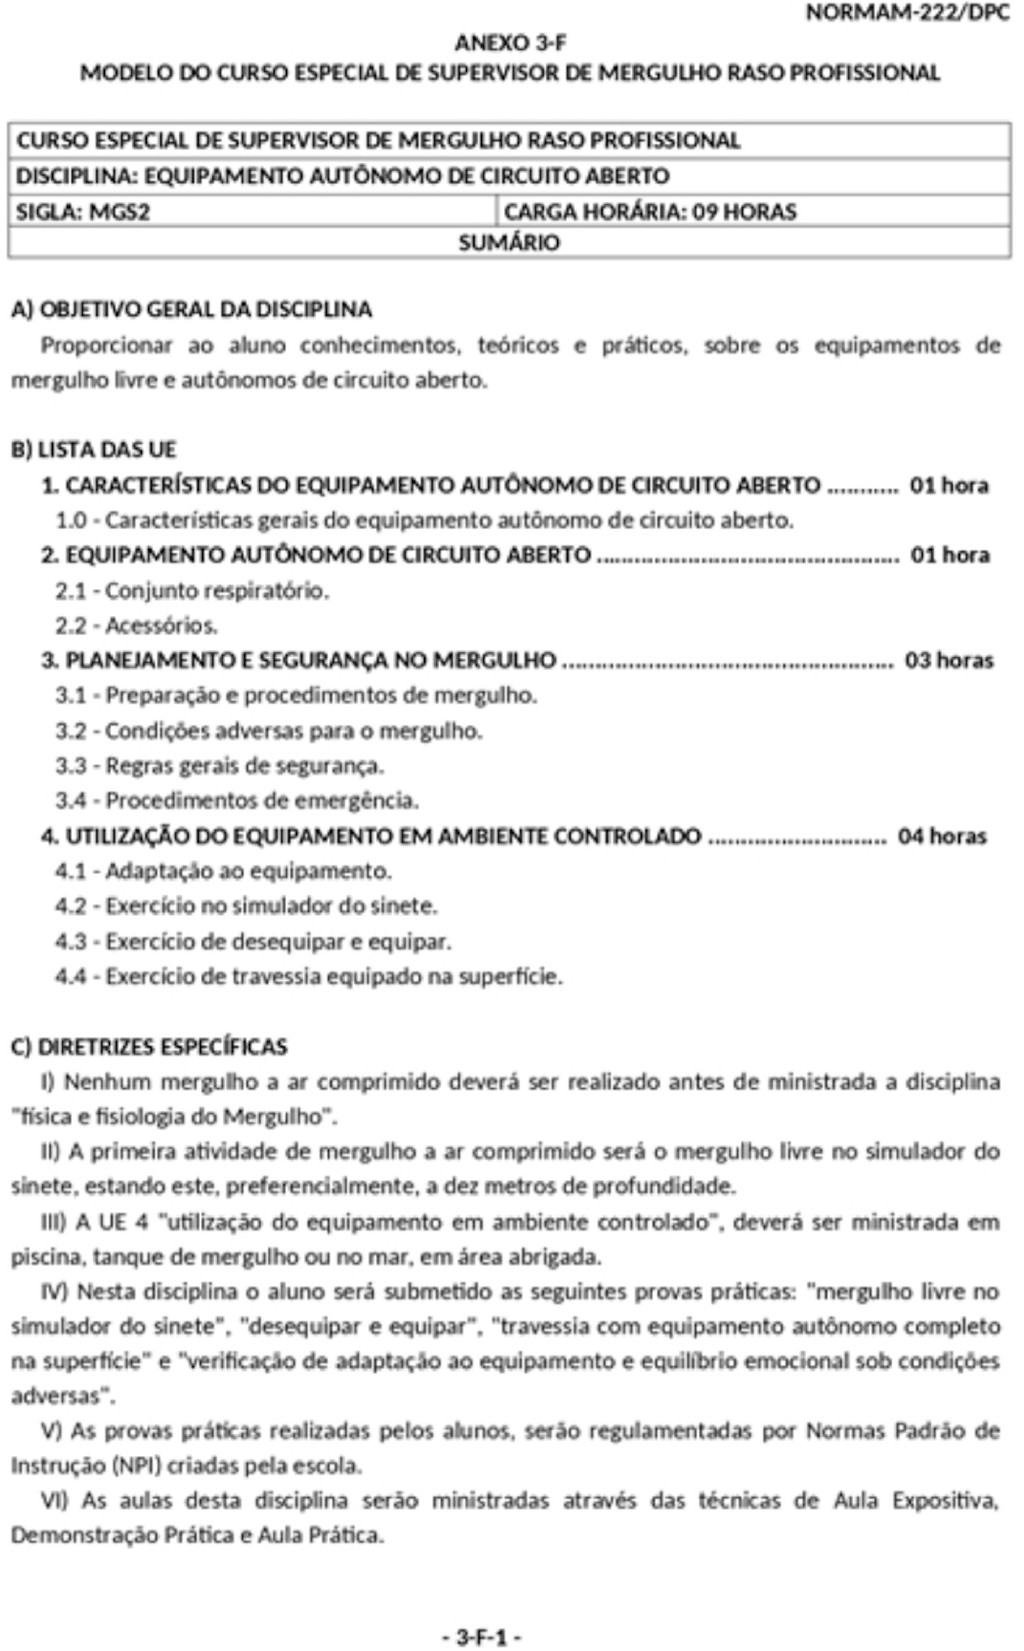 NORMAM-222/DPC
ANEXO 3-F
MODELO DO CURSO ESPECIAL DE SUPERVISOR DE MERGULHO RASO PROFISSIONAL
CURSO ESPECIAL DE SUPERVISOR DE MERGULHO RASO PROFISSIONAL
DISCIPLINA: EQUIPAMENTO AUTÔNOMO DE CIRCUITO ABERTO
SIGLA: MGS2 CARGA HORÁRIA: 09 HORAS
SUMÁRIO
A) OBJETIVO GERAL DA DISCIPLINA
Proporcionar ao aluno conhecimentos, teóricos e práticos, sobre os equipamentos de
mergulho livre e autônomos de circuito aberto.
B) LISTA DAS UE
1. CARACTERÍSTICAS DO EQUIPAMENTO AUTÔNOMO DE CIRCUITO ABERTO ........... 01 hora
1.0 - Características gerais do equipamento autônomo de circuito aberto.
2. EQUIPAMENTO AUTÔNOMO DE CIRCUITO ABERTO ................................................ 01 hora
2.1 - Conjunto respiratório.
2.2 - Acessórios.
3. PLANEJAMENTO E SEGURANÇA NO MERGULHO .................................................... 03 horas
3.1 - Preparação e procedimentos de mergulho.
3.2 - Condições adversas para o mergulho.
3.3 - Regras gerais de segurança.
3.4 - Procedimentos de emergência.
4. UTILIZAÇÃO DO EQUIPAMENTO EM AMBIENTE CONTROLADO ............................ 04 horas
4.1 - Adaptação ao equipamento.
4.2 - Exercício no simulador do sinete.
4.3 - Exercício de desequipar e equipar.
4.4 - Exercício de travessia equipado na superfície.
C) DIRETRIZES ESPECÍFICAS
I) Nenhum mergulho a ar comprimido deverá ser realizado antes de ministrada a disciplina
"física e fisiologia do Mergulho".
II) A primeira atividade de mergulho a ar comprimido será o mergulho livre no simulador do
sinete, estando este, preferencialmente, a dez metros de profundidade.
III) A UE 4 "utilização do equipamento em ambiente controlado", deverá ser ministrada em
piscina, tanque de mergulho ou no mar, em área abrigada.
IV) Nesta disciplina o aluno será submetido as seguintes provas práticas: "mergulho livre no
simulador do sinete", "desequipar e equipar", "travessia com equipamento autônomo completo
na superfície" e "verificação de adaptação ao equipamento e equilíbrio emocional sob condições
adversas".
V) As provas práticas realizadas pelos alunos, serão regulamentadas por Normas Padrão de
Instrução (NPI) criadas pela escola.
VI) As aulas desta disciplina serão ministradas através das técnicas de Aula Expositiva,
Demonstração Prática e Aula Prática.
- 3-F-1 -